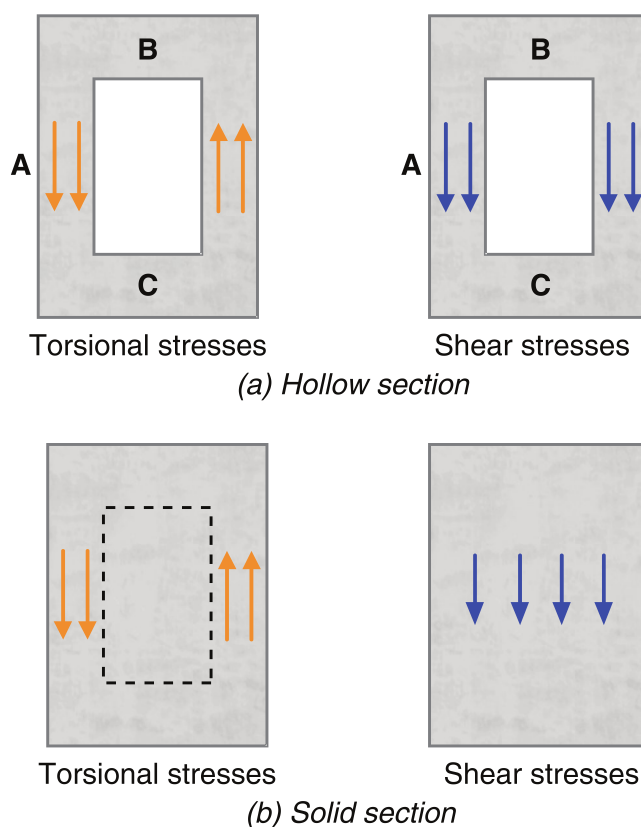 B
B
A
A
C
C
Torsional stresses
Shear stresses
(a) Hollow section
Torsional stresses
Shear stresses
(b) Solid section